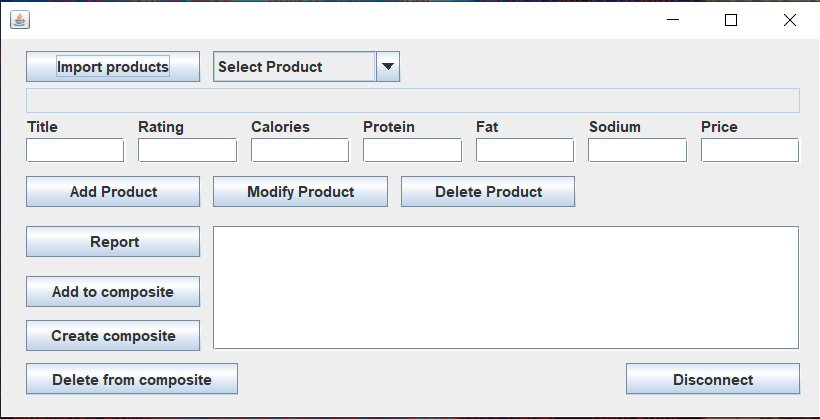 Import products Select Product
Title Rating Calories Protein Fat Sodium Price
Add Product Modify Product Delete Product
Report
Add to composite
Create composite
Delete from composite Disconnect